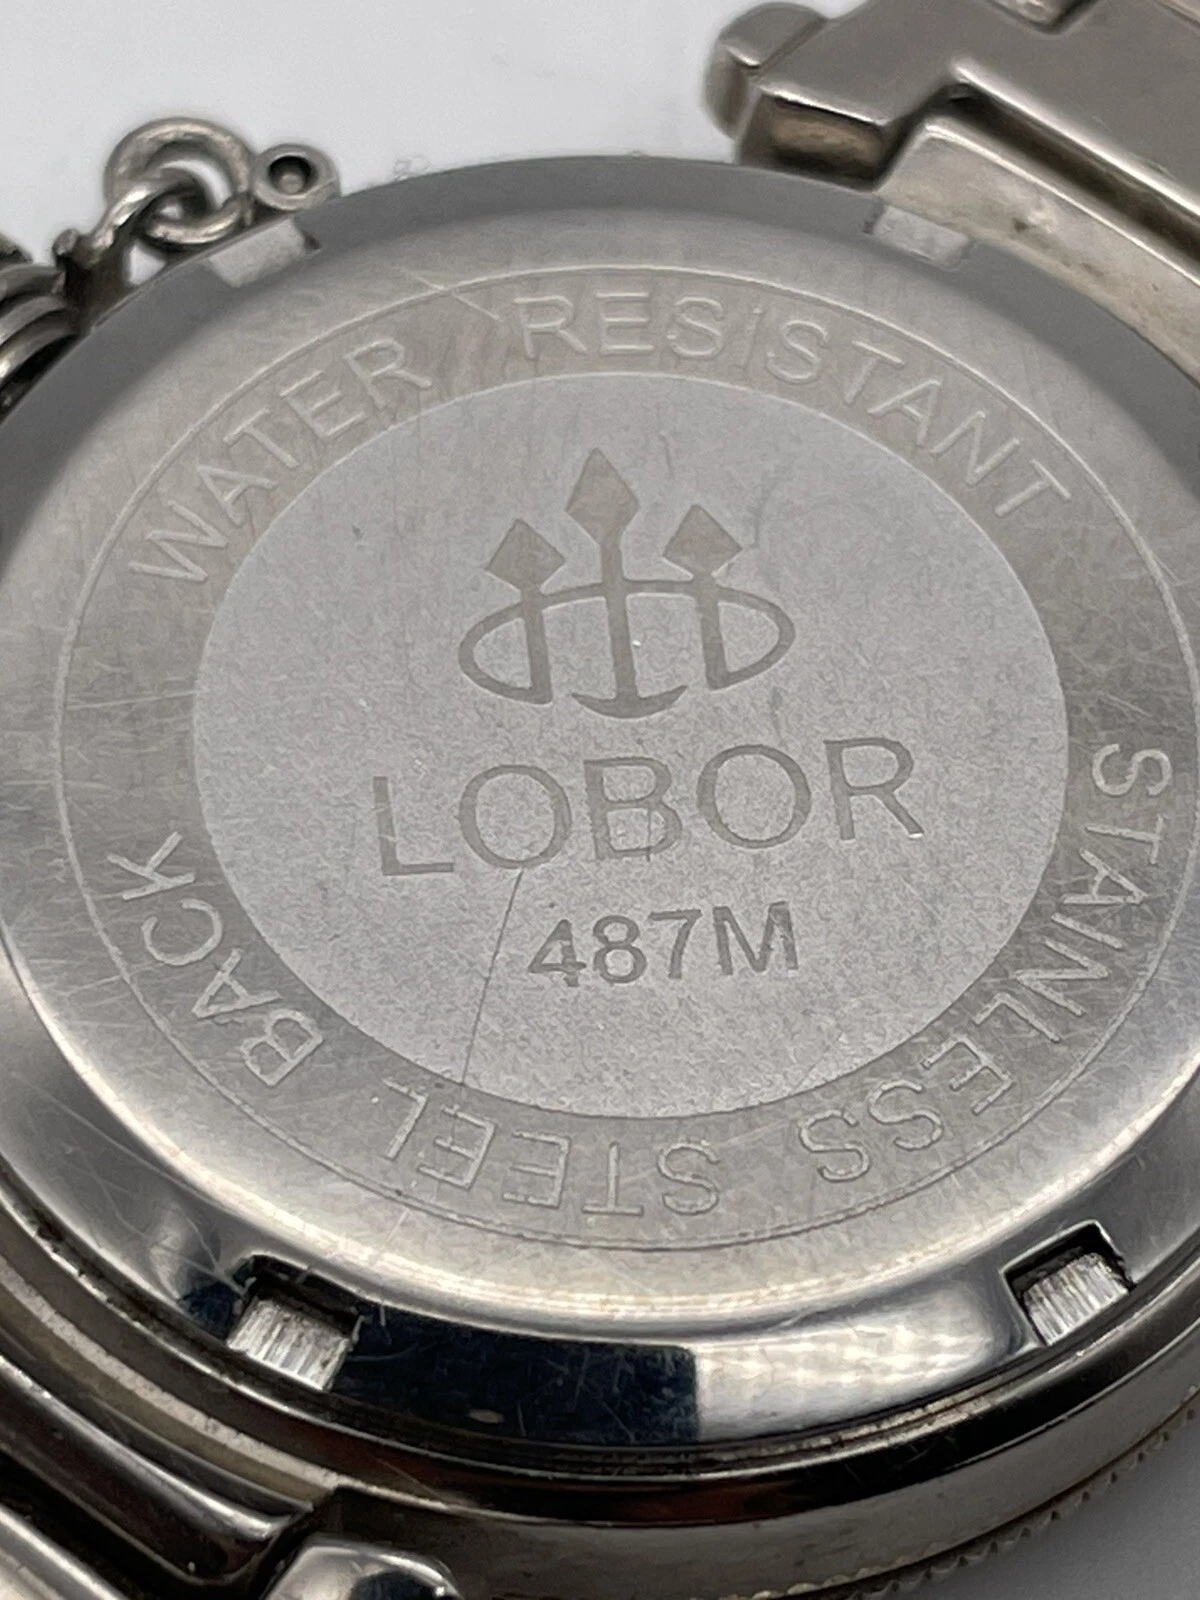 WATER RESISTANT
LOBOR
487M
STAINLESS STEEL BACK